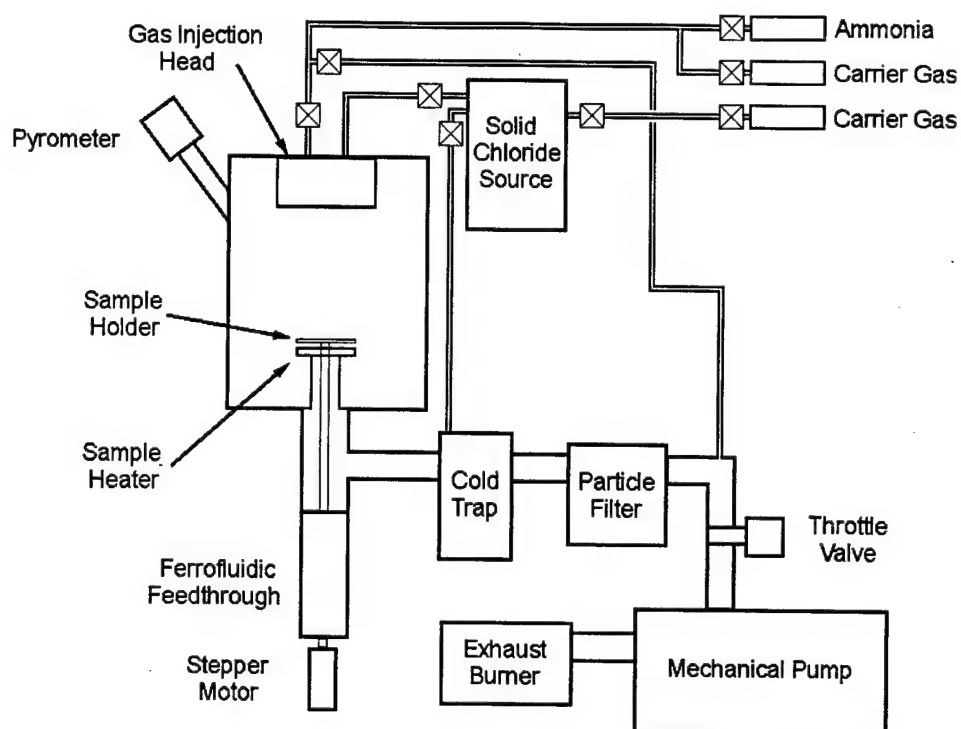 Gas Injection
Head
Ammonia
Carrier Gas
Carrier Gas
Pyrometer
Solid
Chloride
Source
Sample
Holder
Sample
Heater
Cold
Trap
Particle
Filter
Throttle
Valve
Ferrofluidic
Feedthrough
Exhaust
Burner
Mechanical Pump
Stepper
Motor